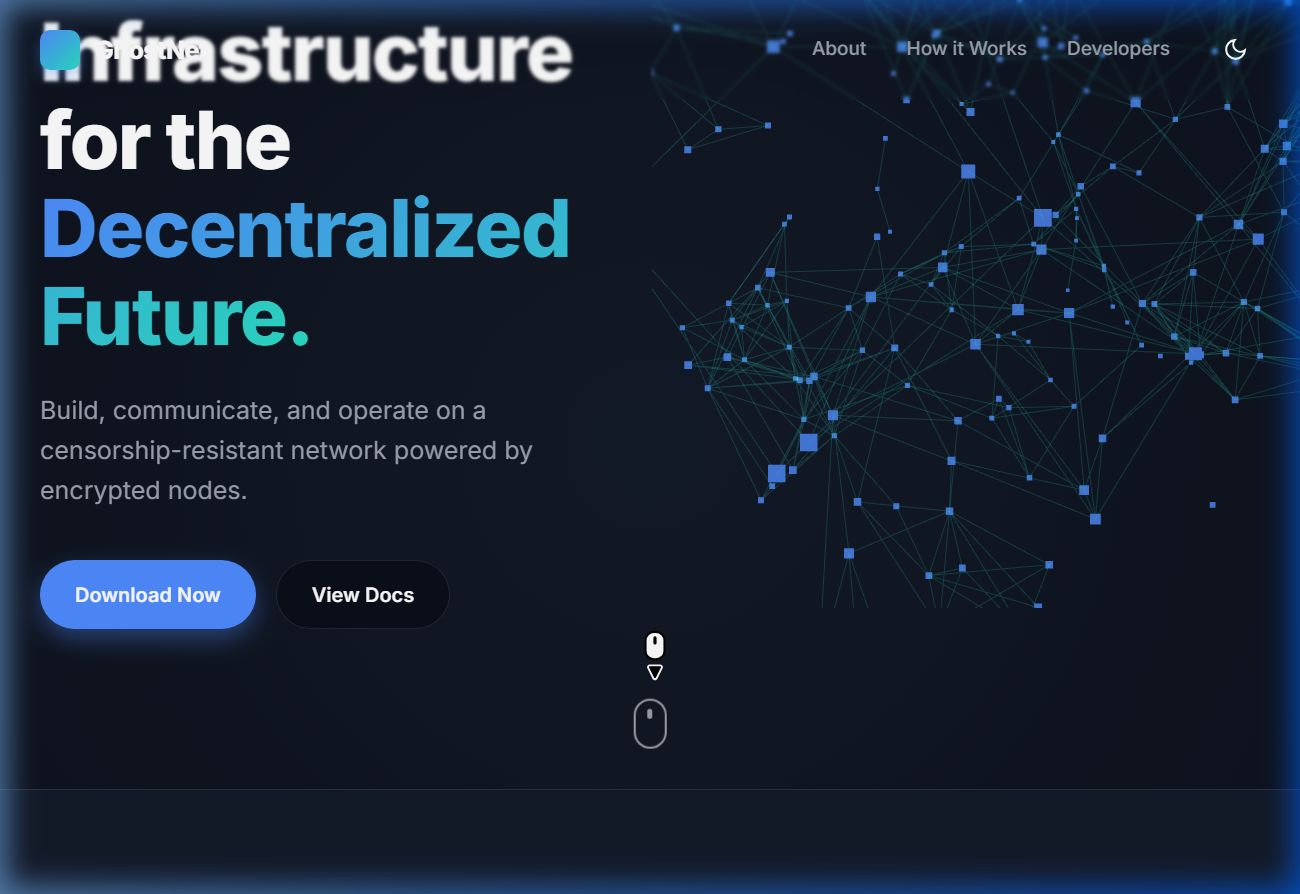 GhostNet
About
How it Works
Developers
Infrastructure
for the
Decentralized
Future.
Build, communicate, and operate on a
censorship-resistant network powered by
encrypted nodes.
Download Now
View Docs